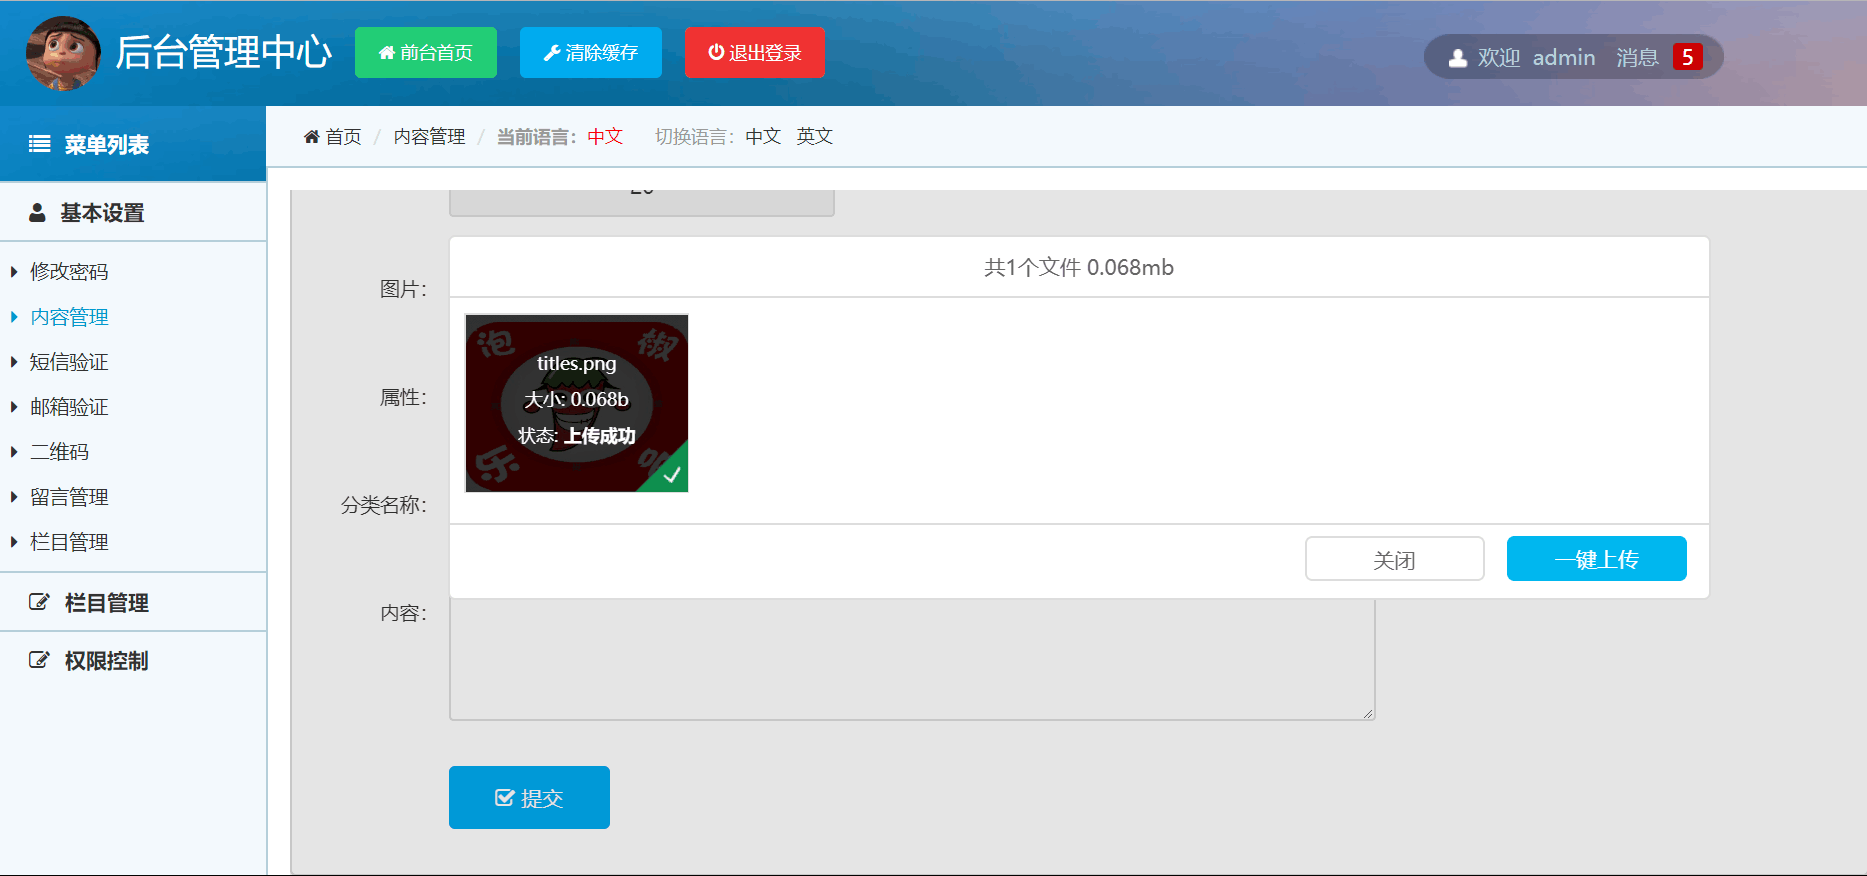 后台管理中心
前台首页
清除缓存
退出登录
欢迎 admin 消息 5
菜单列表
首页 / 内容管理 / 当前语言：中文 切换语言：中文 英文
基本设置
修改密码
内容管理
短信验证
邮箱验证
二维码
留言管理
栏目管理
栏目管理
权限控制
共1个文件 0.068mb
图片：
泡 椒
titles.png
大小: 0.068b
状态: 上传成功
乐 吧
属性：
分类名称：
关闭
一键上传
内容：
提交